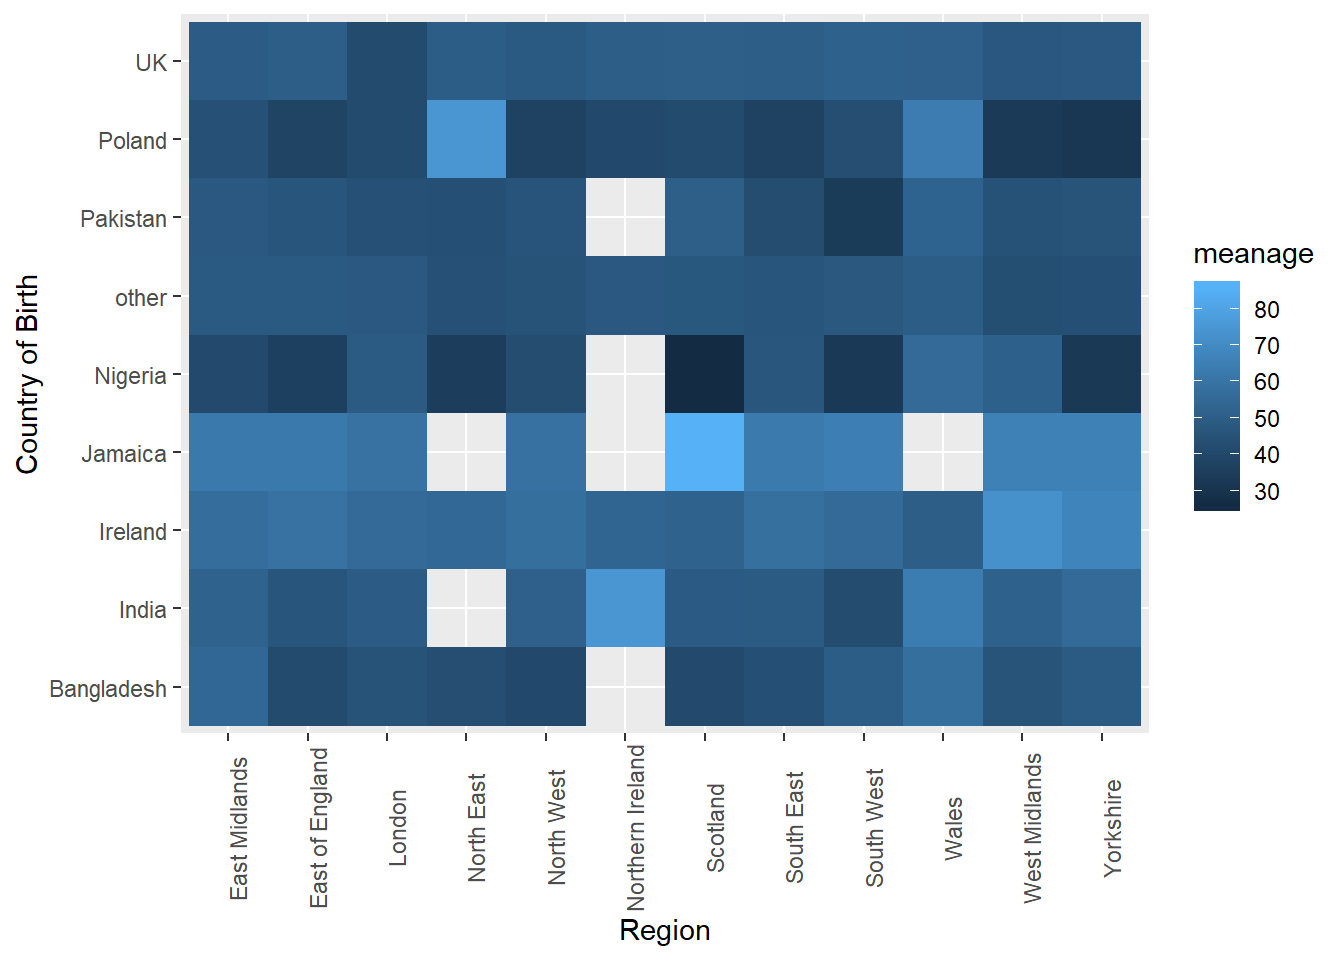 UK
Poland
Pakistan
other
Nigeria
Jamaica
Ireland
India
Bangladesh
Country of Birth
East Midlands
East of England
London
North East
North West
Northern Ireland
Scotland
South East
South West
Wales
West Midlands
Yorkshire
Region
meanage
80
70
60
50
40
30